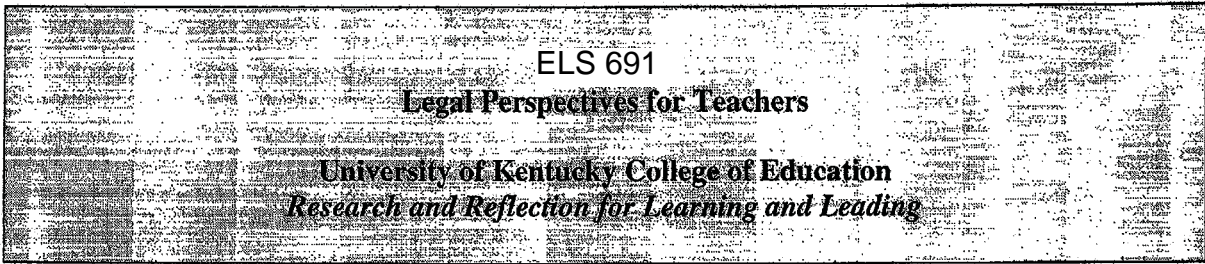 ELS 691
Legal Perspectives for Teachers
University of Kentucky College of Education
Research and Reflection for Learning and Leading